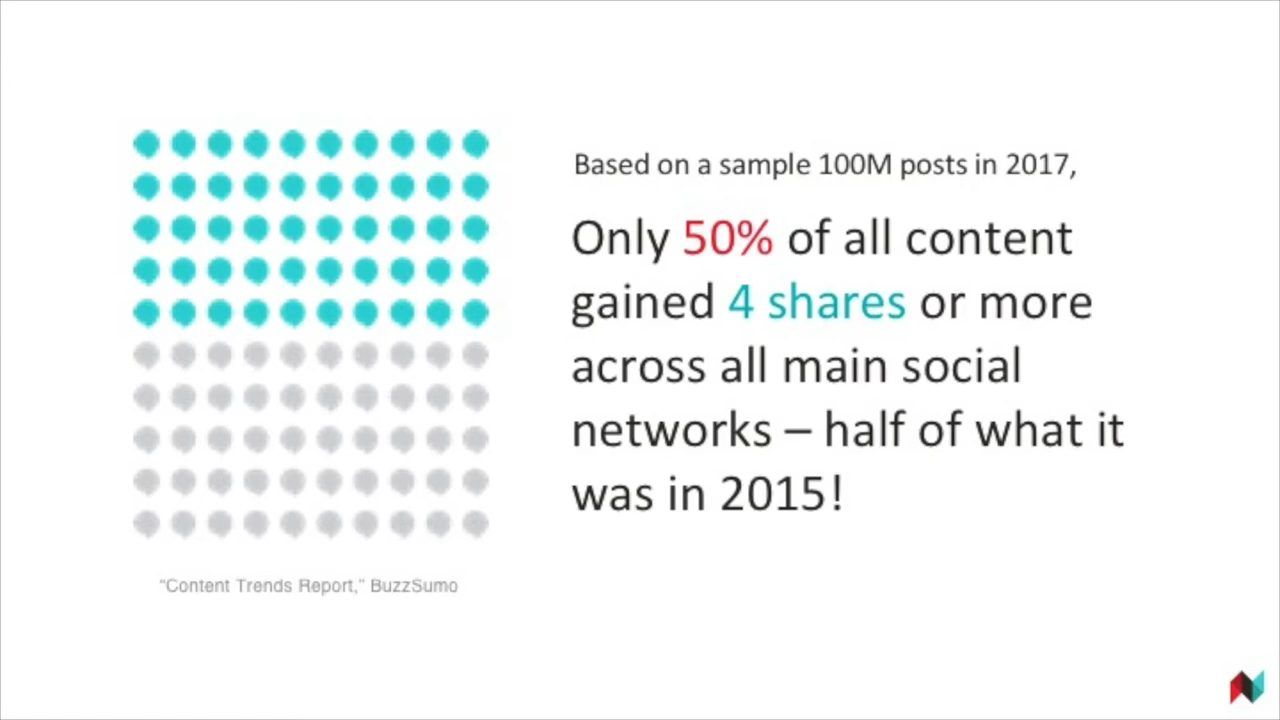 Based on a sample 100M posts in 2017,
Only 50% of all content
gained 4 shares or more
across all main social
networks – half of what it
was in 2015!
“Content Trends Report,” BuzzSumo